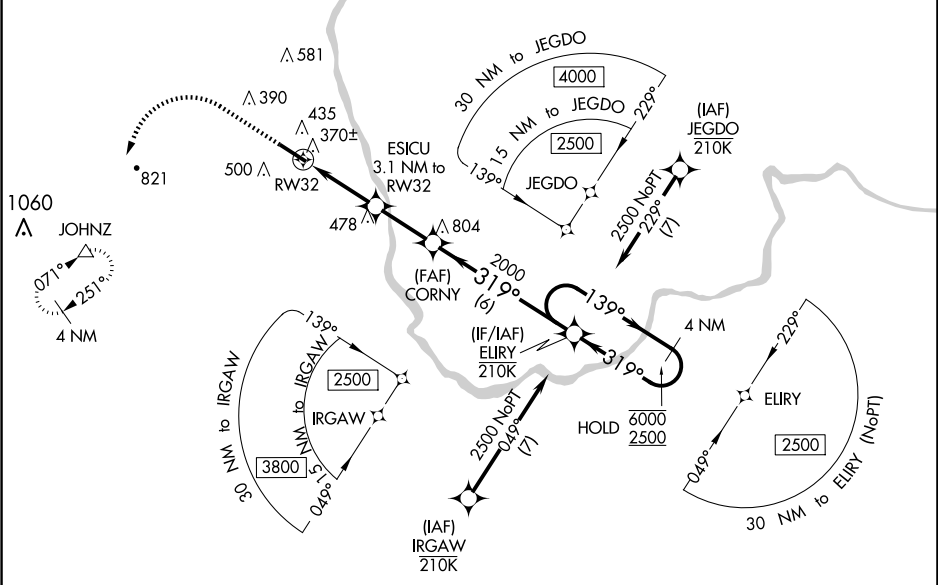 581
390
435
370±
500
RW32
821
1060
JOHNZ
071°
251°
4 NM
ESICU
3.1 NM to
RW32
478
804
(FAF)
CORNY
2000
319°
(6)
30 NM to JEGDO
4000
15 NM to JEGDO
2500
229°
139°
JEGDO
(IAF)
JEGDO
210K
2500 NoPT
229°
(7)
139°
4 NM
(IF/IAF)
ELIRY
210K
319°
HOLD
6000
2500
2500 NoPT
049°
(7)
(IAF)
IRGAW
210K
139°
30 NM to IRGAW
15 NM to IRGAW
2500
IRGAW
3800
049°
229°
ELIRY
2500
049°
30 NM to ELIRY (NoPT)